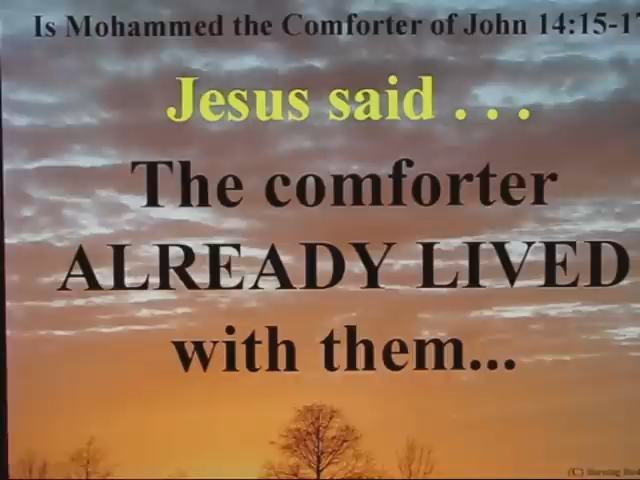 Is Mohammed the Comforter of John 14:15-17
Jesus said . . .
The comforter
ALREADY LIVED
with them...
(C)